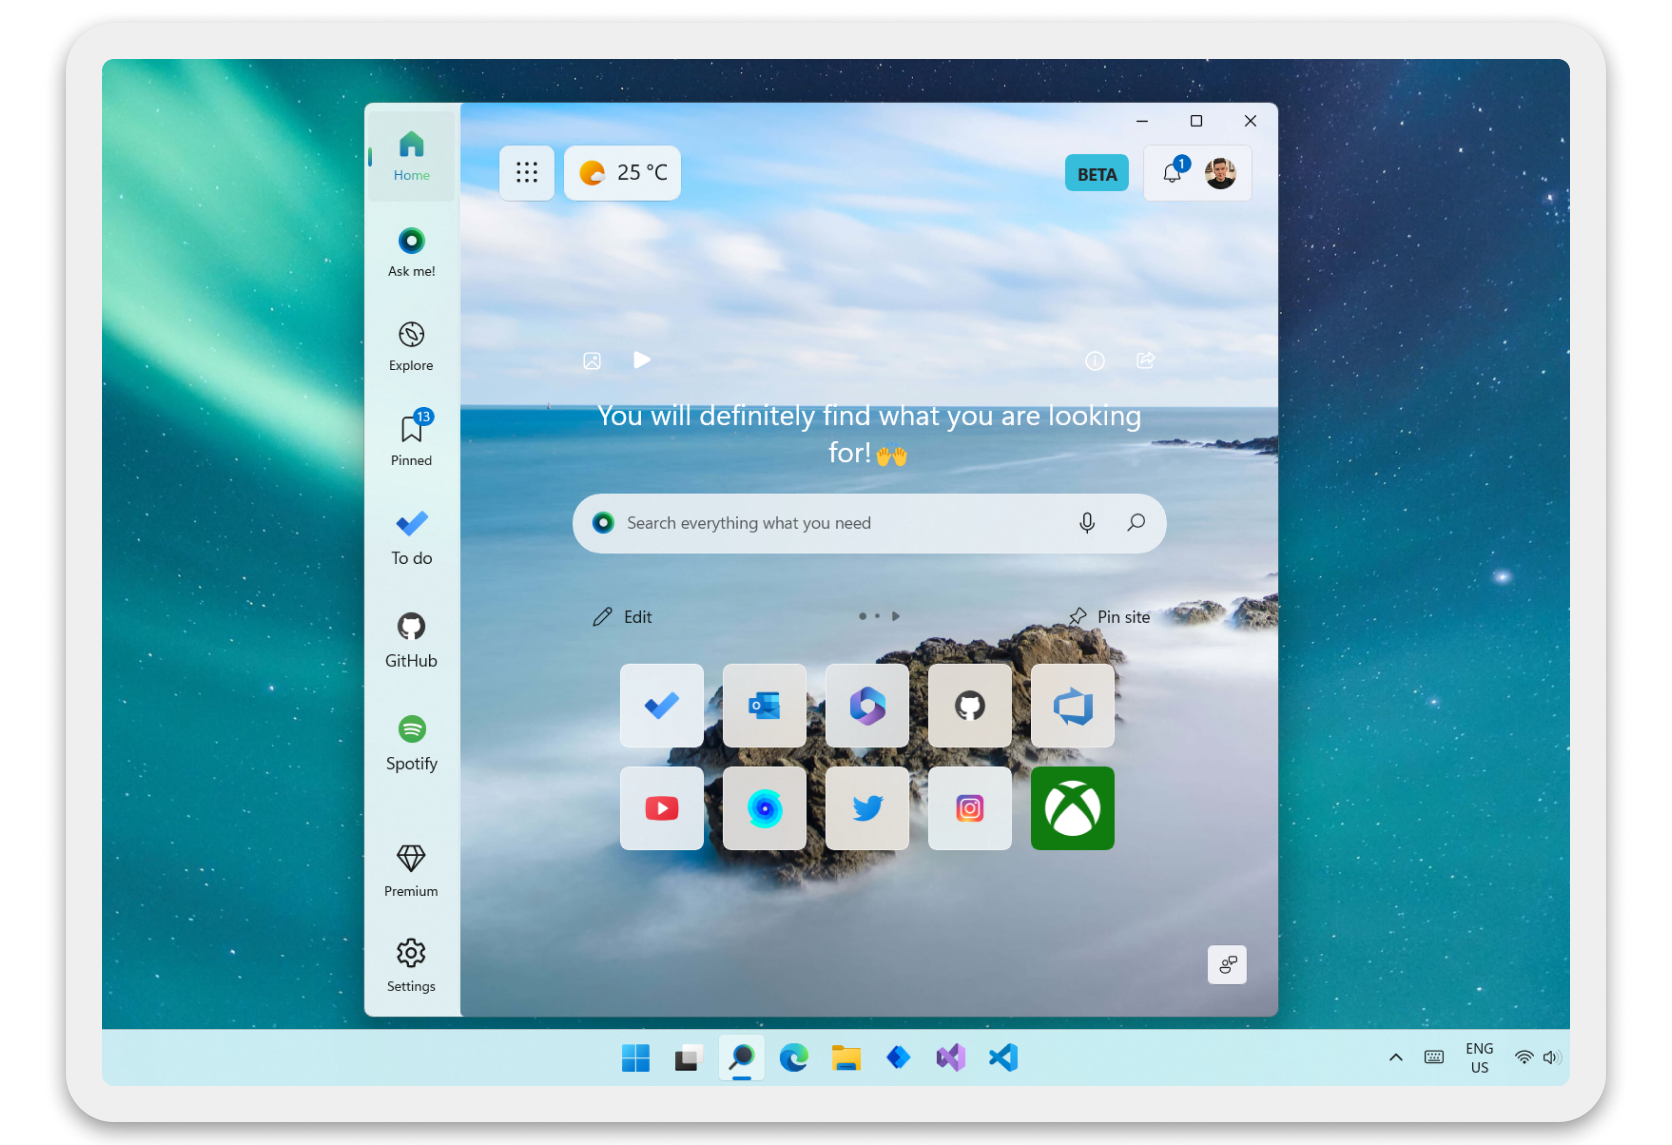 Home
Ask me!
Explore
13
Pinned
To do
GitHub
Spotify
Premium
Settings
25 °C
BETA
1
You will definitely find what you are looking
for!🙌
Search everything what you need
Edit
Pin site
ENG
US